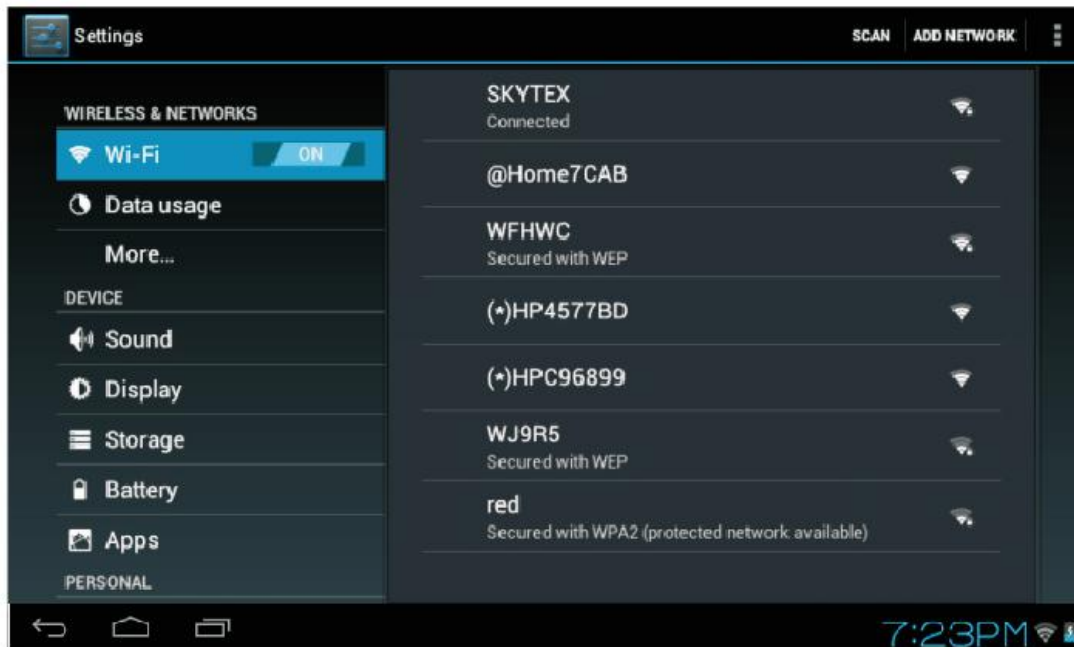 Settings
SCAN
ADD NETWORK
WIRELESS & NETWORKS
Wi-Fi
ON
Data usage
More...
DEVICE
Sound
Display
Storage
Battery
Apps
PERSONAL
SKYTEX
Connected
@Home7CAB
WFHWC
Secured with WEP
(*)HP4577BD
(*)HPC96899
WJ9R5
Secured with WEP
red
Secured with WPA2 (protected network available)
7:23PM